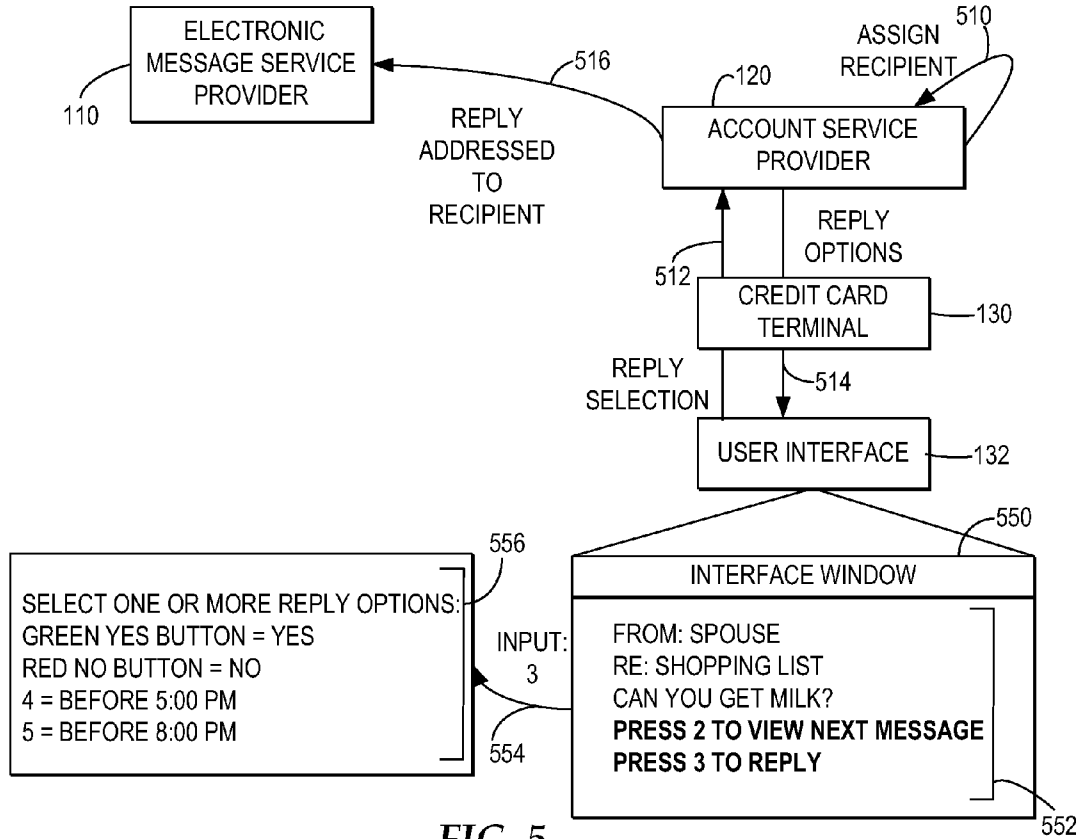 ELECTRONIC
MESSAGE SERVICE
PROVIDER
110
516
REPLY
ADDRESSED
TO
RECIPIENT
510
ASSIGN
RECIPIENT
120
ACCOUNT SERVICE
PROVIDER
512
REPLY
OPTIONS
CREDIT CARD
TERMINAL
130
REPLY
SELECTION
514
USER INTERFACE
132
550
INTERFACE WINDOW
FROM: SPOUSE
RE: SHOPPING LIST
CAN YOU GET MILK?
PRESS 2 TO VIEW NEXT MESSAGE
PRESS 3 TO REPLY
552
INPUT:
3
554
556
SELECT ONE OR MORE REPLY OPTIONS:
GREEN YES BUTTON = YES
RED NO BUTTON = NO
4 = BEFORE 5:00 PM
5 = BEFORE 8:00 PM
FIG. 5